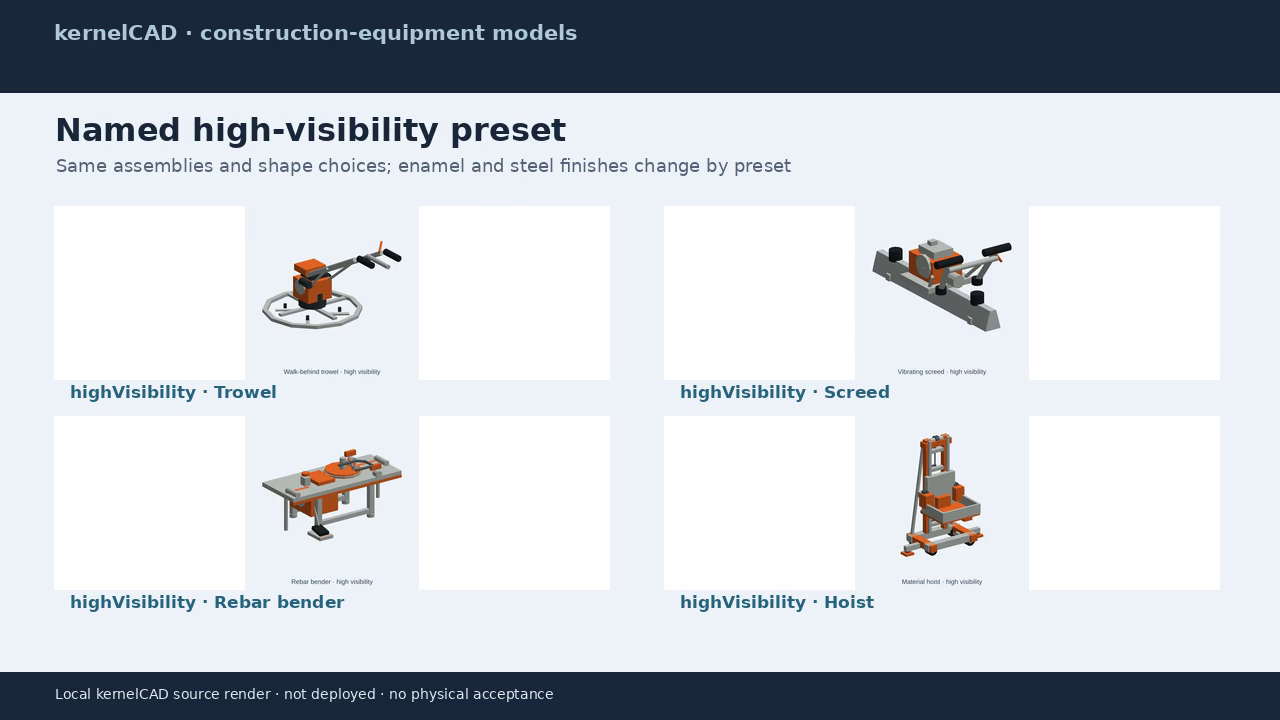 kernelCAD · construction-equipment models
Named high-visibility preset
Same assemblies and shape choices; enamel and steel finishes change by preset
Walk-behind trowel · high visibility
Vibrating screed · high visibility
highVisibility · Trowel
highVisibility · Screed
Rebar bender · high visibility
Material hoist · high visibility
highVisibility · Rebar bender
highVisibility · Hoist
Local kernelCAD source render · not deployed · no physical acceptance